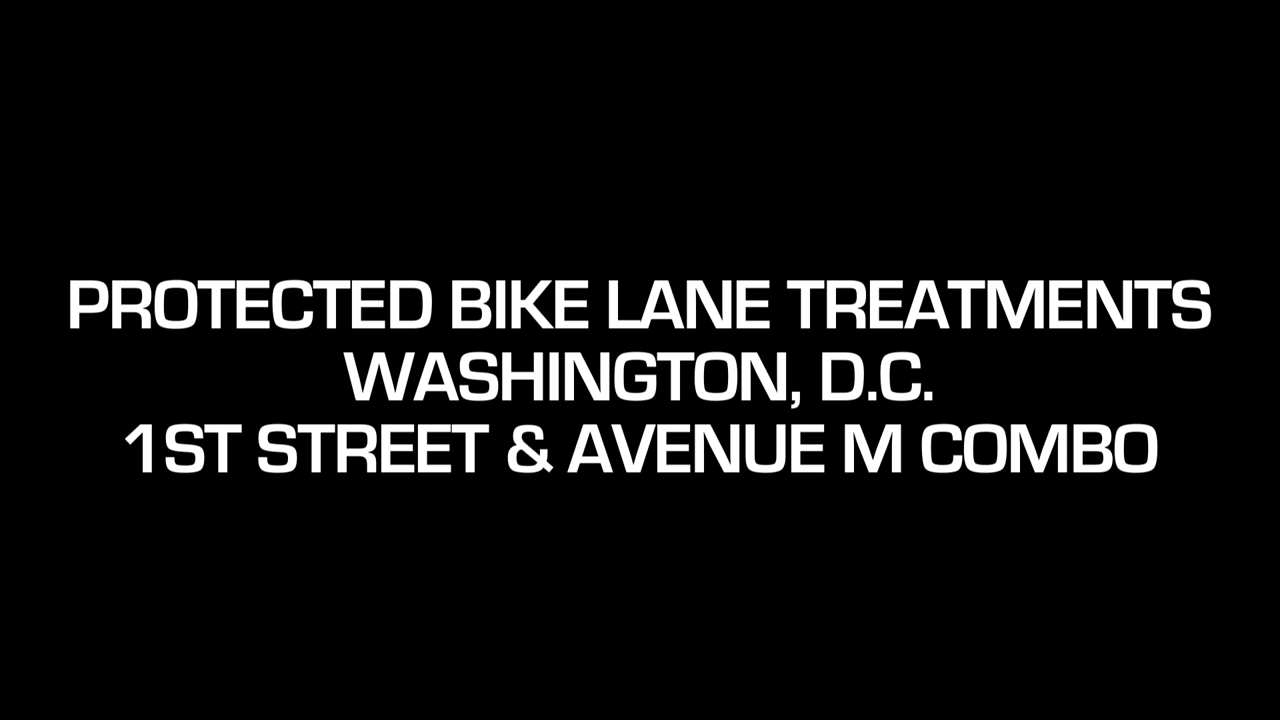 PROTECTED BIKE LANE TREATMENTS
WASHINGTON, D.C.
1ST STREET & AVENUE M COMBO